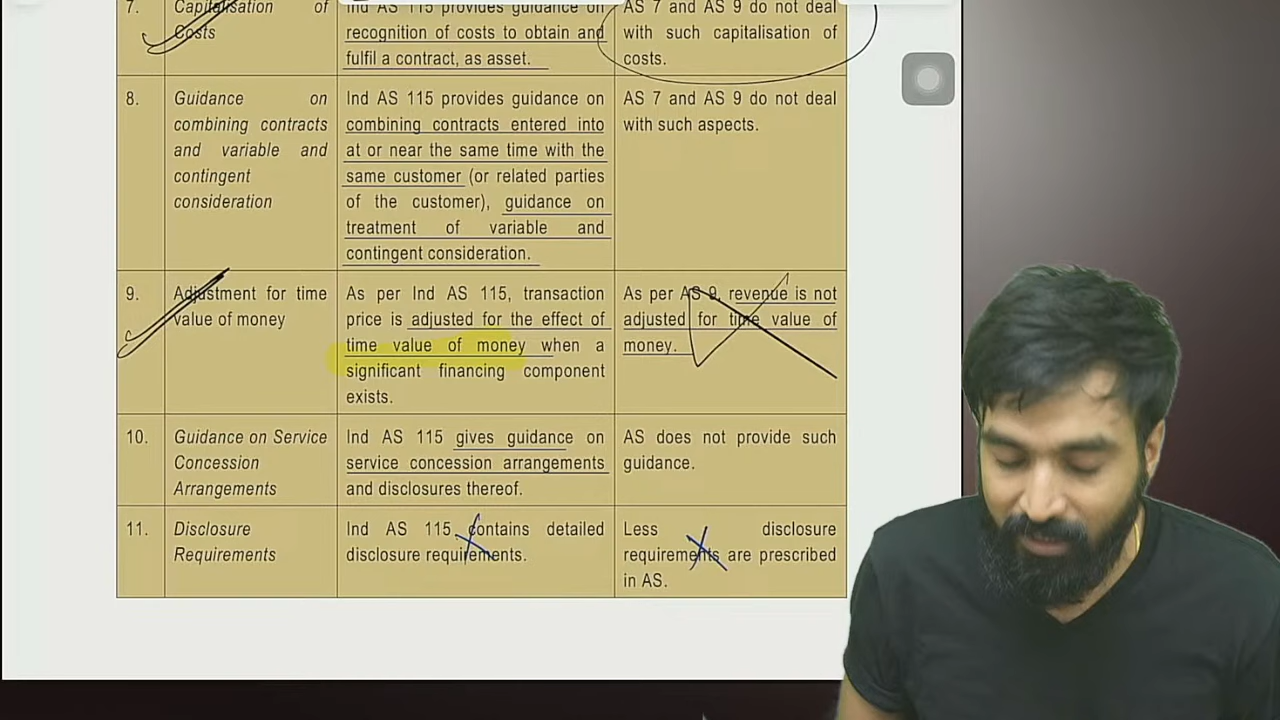 7. Capitalisation of Costs
Ind AS 115 provides guidance on
recognition of costs to obtain and
fulfil a contract, as asset.
AS 7 and AS 9 do not deal
with such capitalisation of
costs.
8.
Guidance on
combining contracts
and variable and
contingent
consideration
Ind AS 115 provides guidance on
combining contracts entered into
at or near the same time with the
same customer (or related parties
of the customer), guidance on
treatment of variable and
contingent consideration.
AS 7 and AS 9 do not deal
with such aspects.
9.
Adjustment for time
value of money
As per Ind AS 115, transaction
price is adjusted for the effect of
time value of money when a
significant financing component
exists.
As per AS 9, revenue is not
adjusted for time value of
money.
10.
Guidance on Service
Concession
Arrangements
Ind AS 115 gives guidance on
service concession arrangements
and disclosures thereof.
AS does not provide such
guidance.
11.
Disclosure
Requirements
Ind AS 115 contains detailed
disclosure requirements.
Less disclosure
requirements are prescribed
in AS.